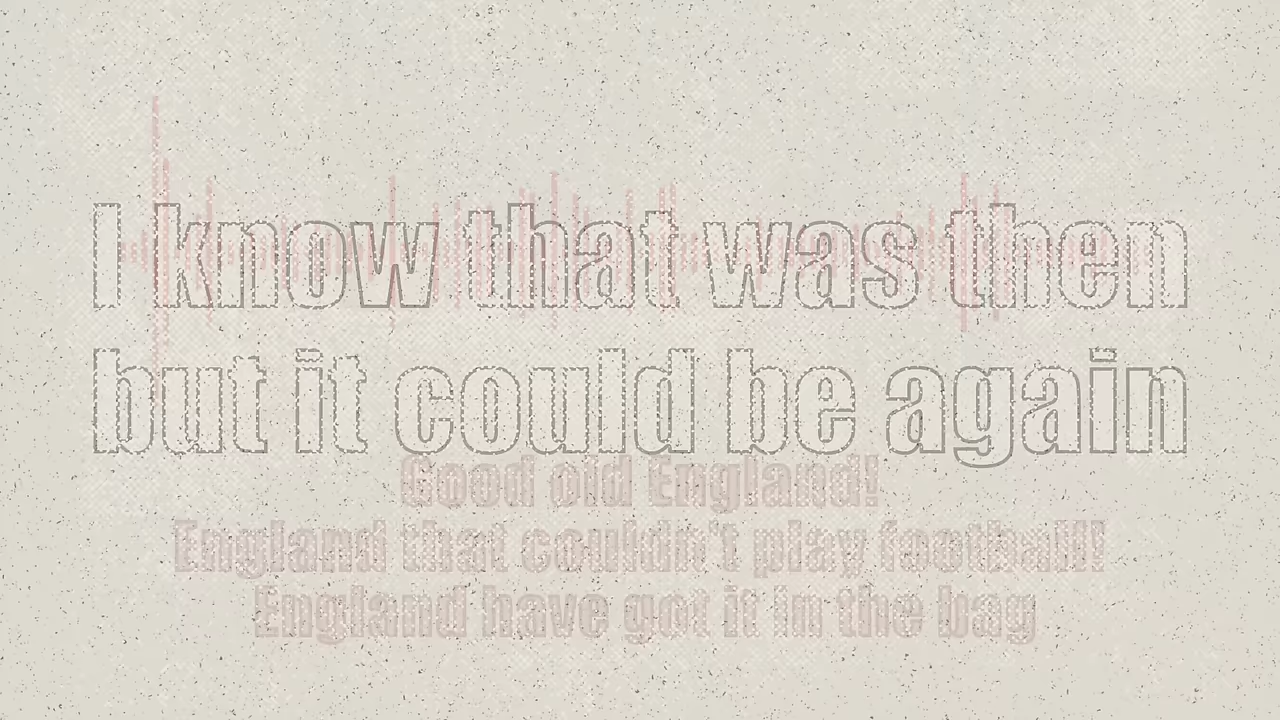 I know that was then
but it could be again
Good old England!
England that couldn't play football!
England have got it in the bag